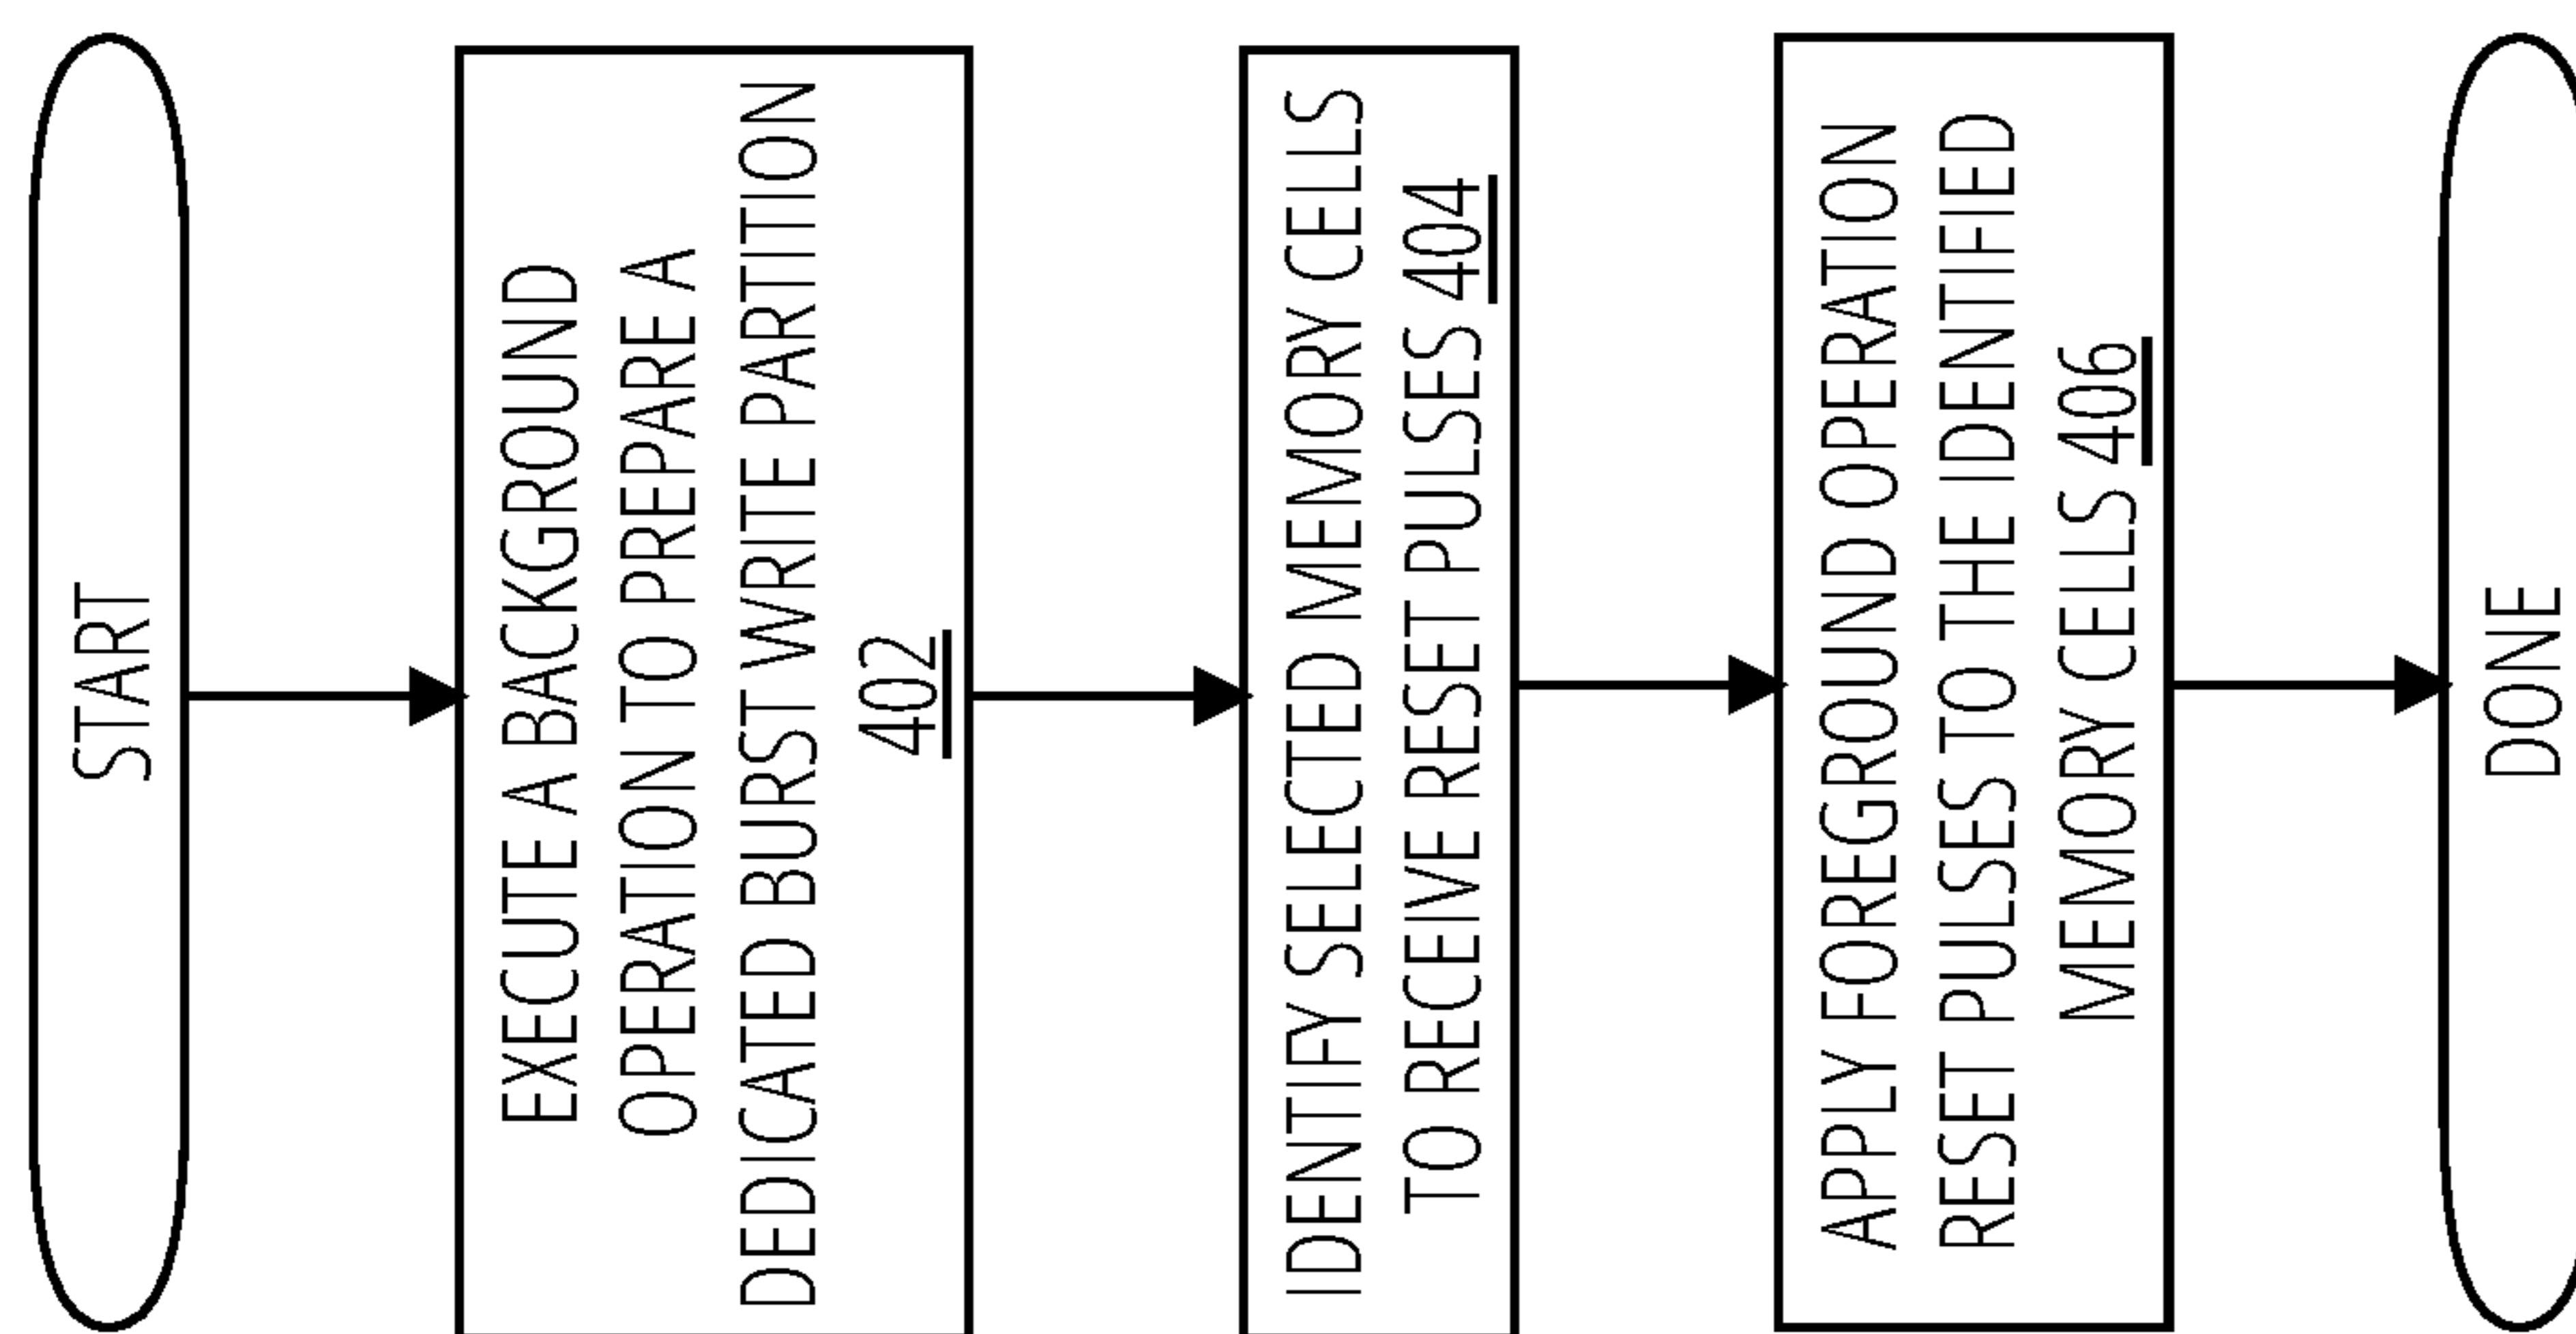 START
EXECUTE A BACKGROUND
OPERATION TO PREPARE A
DEDICATED BURST WRITE PARTITION
402
IDENTIFY SELECTED MEMORY CELLS
TO RECEIVE RESET PULSES 404
APPLY FOREGROUND OPERATION
RESET PULSES TO THE IDENTIFIED
MEMORY CELLS 406
DONE